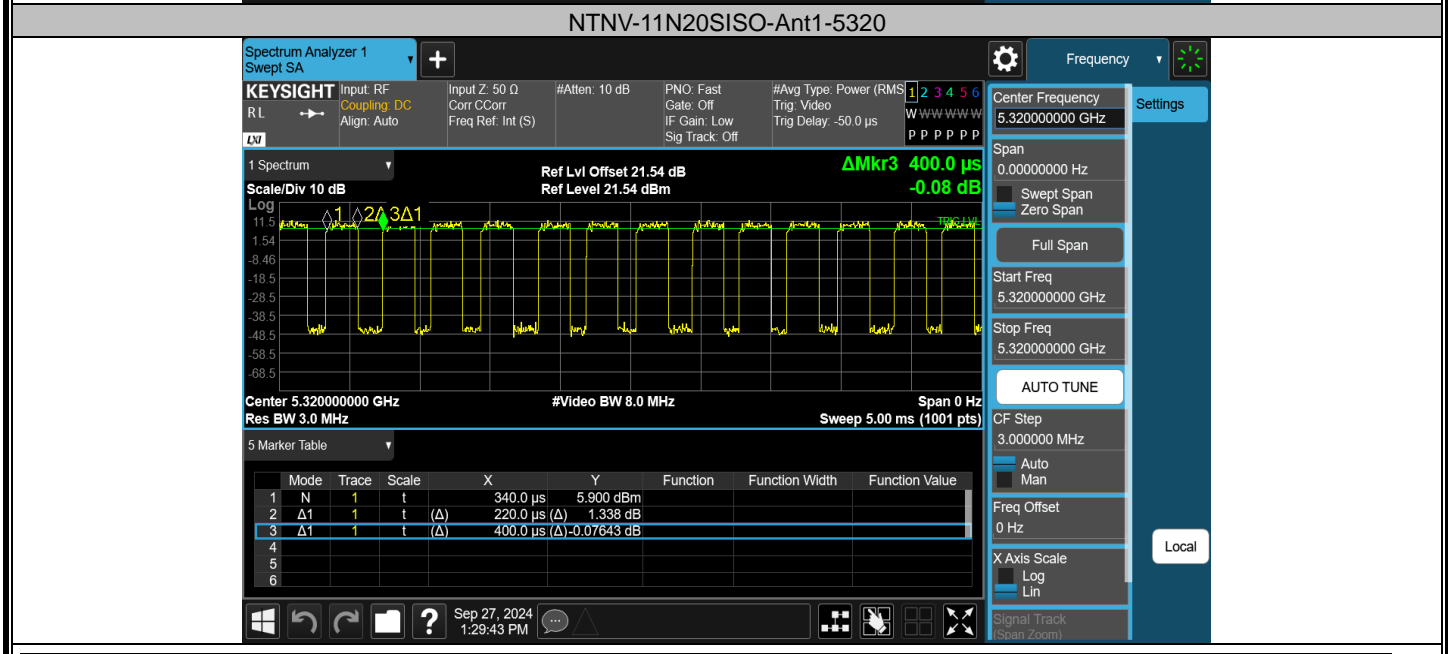 NTNV-11N20SISO-Ant1-5320
Spectrum Analyzer 1
Swept SA
+
Frequency
KEYSIGHT
RL
LXI
Input: RF
Coupling: DC
Align: Auto
Input Z: 50 Ω
Corr CCorr
Freq Ref: Int (S)
#Atten: 10 dB
PNO: Fast
Gate: Off
IF Gain: Low
Sig Track: Off
#Avg Type: Power (RMS
Trig: Video
Trig Delay: -50.0 µs
1 2 3 4 5 6
W W W W W W
P P P P P P
1 Spectrum
Scale/Div 10 dB
Ref Lvl Offset 21.54 dB
Ref Level 21.54 dBm
ΔMkr3 400.0 µs
-0.08 dB
Log
1 2Δ 3Δ1
TRIG LVL
11.5
1.54
-8.46
-18.5
-28.5
-38.5
-48.5
-58.5
-68.5
Center 5.320000000 GHz
#Video BW 8.0 MHz
Span 0 Hz
Res BW 3.0 MHz
Sweep 5.00 ms (1001 pts)
5 Marker Table
Mode Trace Scale X Y Function Function Width Function Value
1 N 1 t 340.0 µs 5.900 dBm
2 Δ1 1 t (Δ) 220.0 µs (Δ) 1.338 dB
3 Δ1 1 t (Δ) 400.0 µs (Δ) -0.07643 dB
4
5
6
Sep 27, 2024
1:29:43 PM
?
Center Frequency
5.320000000 GHz
Settings
Span
0.00000000 Hz
Swept Span
Zero Span
Full Span
Start Freq
5.320000000 GHz
Stop Freq
5.320000000 GHz
AUTO TUNE
CF Step
3.000000 MHz
Auto
Man
Freq Offset
0 Hz
X Axis Scale
Log
Lin
Local
Signal Track
(Span Zoom)